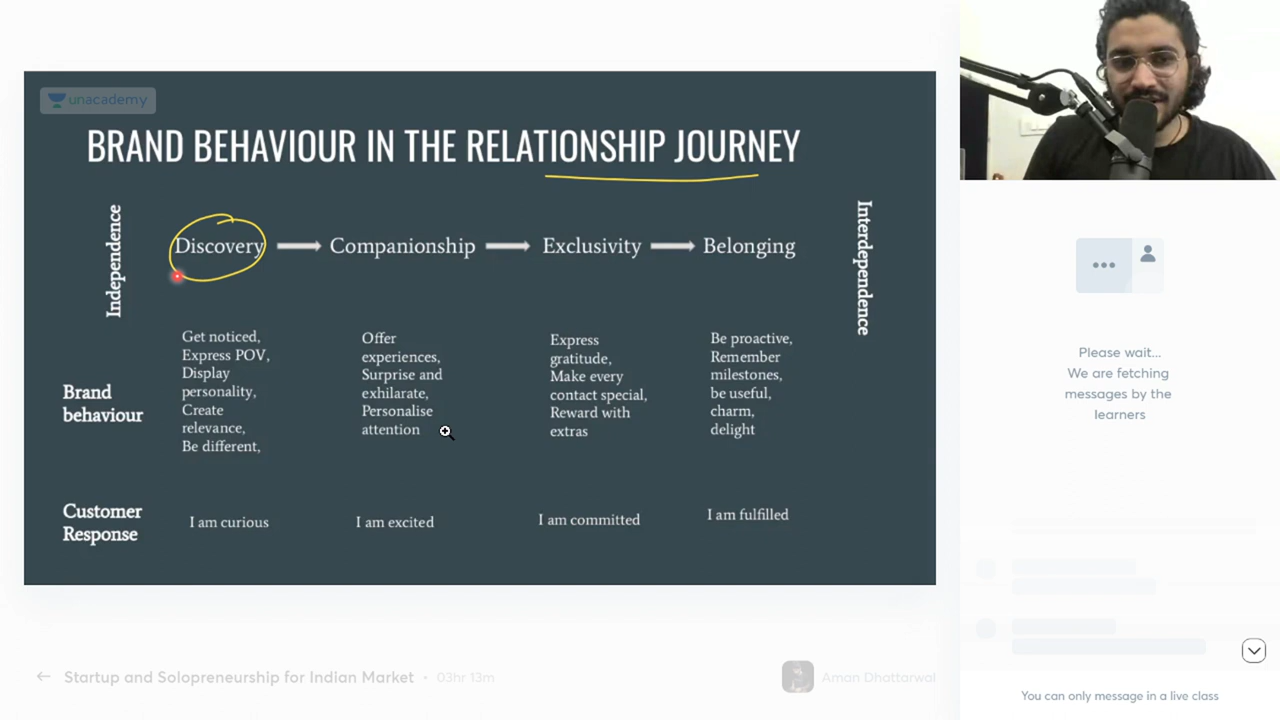 unacademy
BRAND BEHAVIOUR IN THE RELATIONSHIP JOURNEY
Independence
Discovery
Companionship
Exclusivity
Belonging
Interdependence
Brand
behaviour
Get noticed,
Express POV,
Display
personality,
Create
relevance,
Be different,
Offer
experiences,
Surprise and
exhilarate,
Personalise
attention
Express
gratitude,
Make every
contact special,
Reward with
extras
Be proactive,
Remember
milestones,
be useful,
charm,
delight
Customer
Response
I am curious
I am excited
I am committed
I am fulfilled
Please wait...
We are fetching
messages by the
learners
Startup and Solopreneurship for Indian Market • 03hr 13m
Aman Dhattarwal
You can only message in a live class